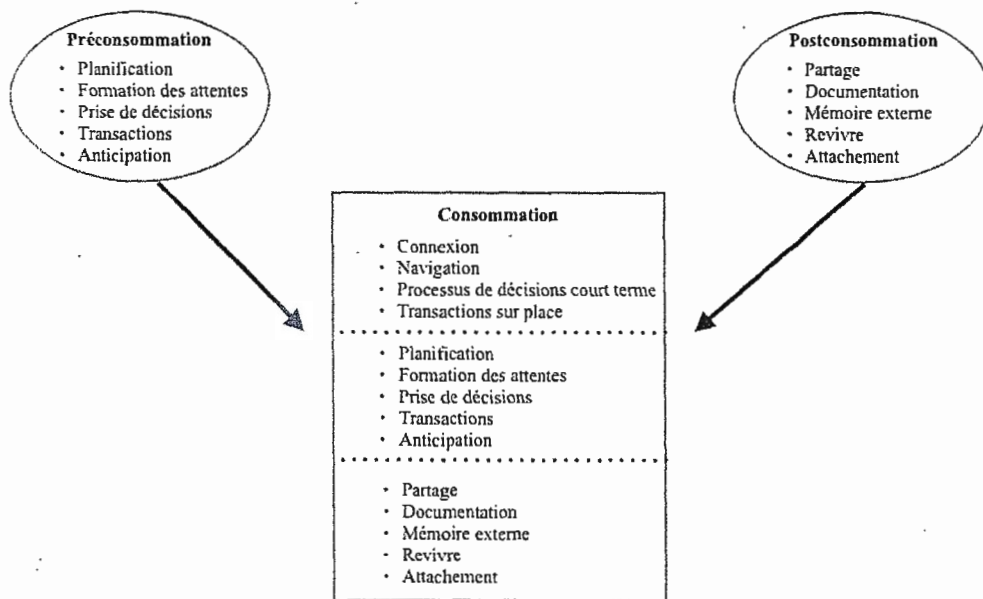 Préconsommation
• Planification
• Formation des attentes
• Prise de décisions
• Transactions
• Anticipation
Postconsommation
• Partage
• Documentation
• Mémoire externe
• Revivre
• Attachement
Consommation
• Connexion
• Navigation
• Processus de décisions court terme
• Transactions sur place
• Planification
• Formation des attentes
• Prise de décisions
• Transactions
• Anticipation
• Partage
• Documentation
• Mémoire externe
• Revivre
• Attachement